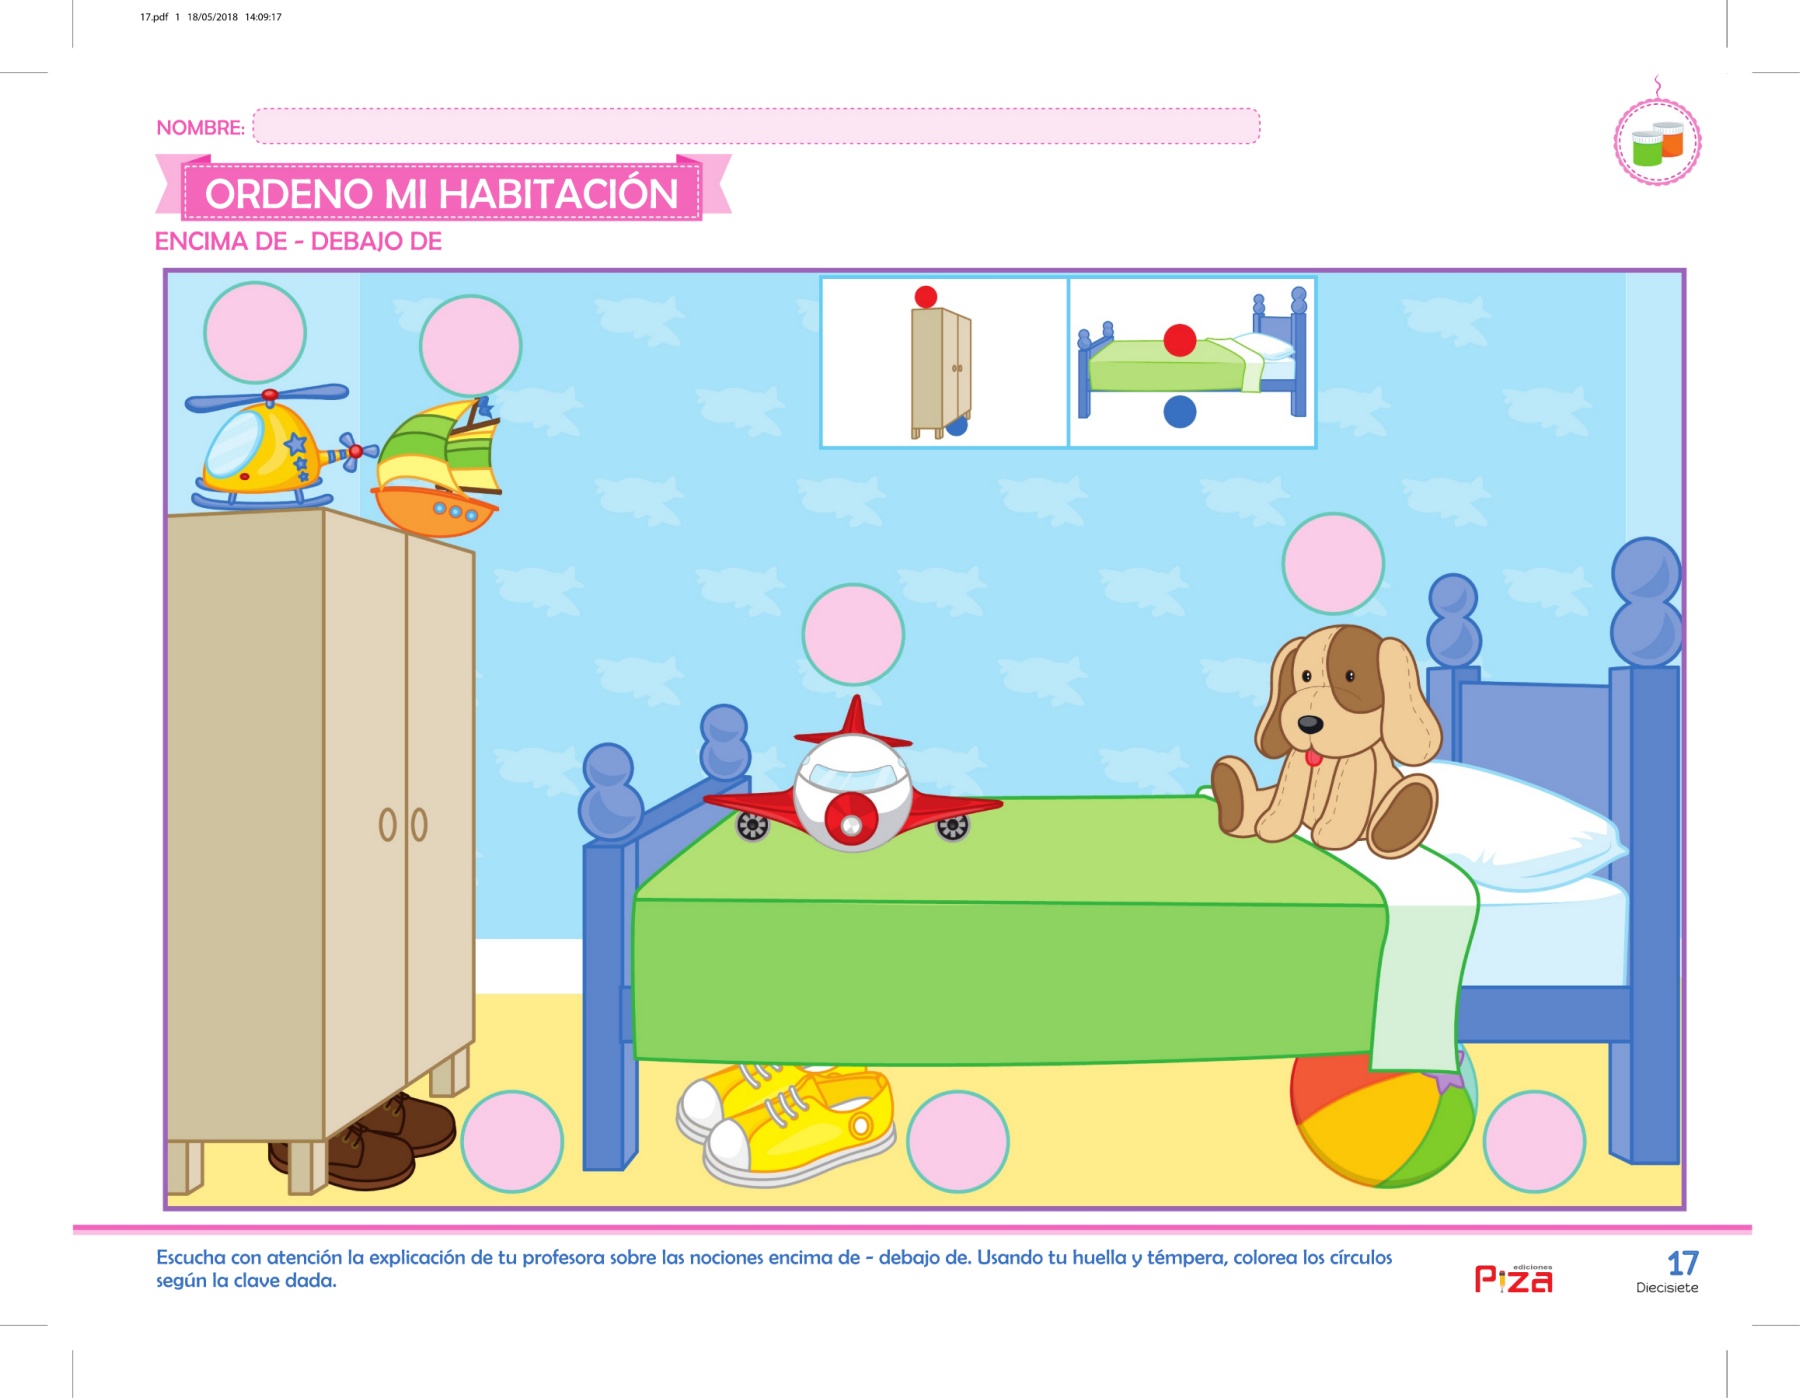 17.pdf 1 18/05/2018 14:09:17
NOMBRE:
ORDENO MI HABITACIÓN
ENCIMA DE - DEBAJO DE
Escucha con atención la explicación de tu profesora sobre las nociones encima de - debajo de. Usando tu huella y témpera, colorea los círculos
según la clave dada.
ediciones
Piza
17
Diecisiete